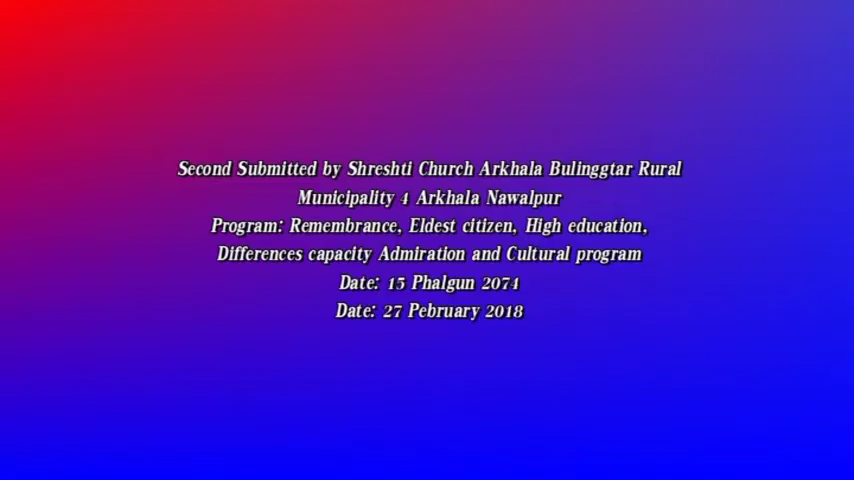 Second Submitted by Shreshti Church Arkhala Bulinggtar Rural
Municipality 4 Arkhala Nawalpur
Program: Remembrance, Eldest citizen, High education,
Differences capacity Admiration and Cultural program
Date: 15 Phalgun 2074
Date: 27 Pebruary 2018